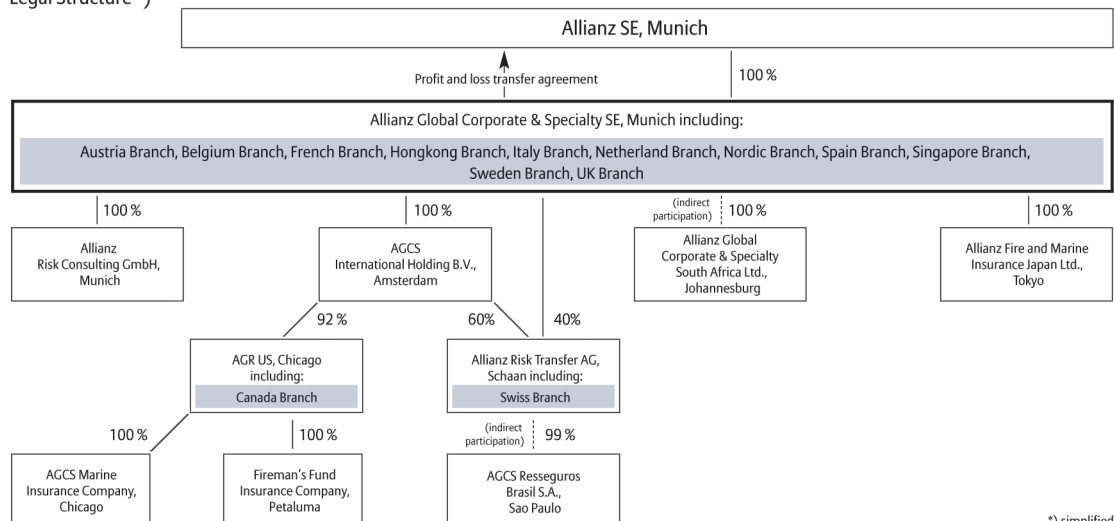 Legal Structure *)
Allianz SE, Munich
Profit and loss transfer agreement
100 %
Allianz Global Corporate & Specialty SE, Munich including:
Austria Branch, Belgium Branch, French Branch, Hongkong Branch, Italy Branch, Netherland Branch, Nordic Branch, Spain Branch, Singapore Branch,
Sweden Branch, UK Branch
100 %
100 %
(indirect
participation)
100 %
100 %
Allianz
Risk Consulting GmbH,
Munich
AGCS
International Holding B.V.,
Amsterdam
Allianz Global
Corporate & Specialty
South Africa Ltd.,
Johannesburg
Allianz Fire and Marine
Insurance Japan Ltd.,
Tokyo
92 %
60%
40%
AGR US, Chicago
including:
Canada Branch
Allianz Risk Transfer AG,
Schaan including:
Swiss Branch
100 %
100 %
(indirect
participation)
99 %
AGCS Marine
Insurance Company,
Chicago
Fireman's Fund
Insurance Company,
Petaluma
AGCS Resseguros
Brasil S.A.,
Sao Paulo
*) simplified